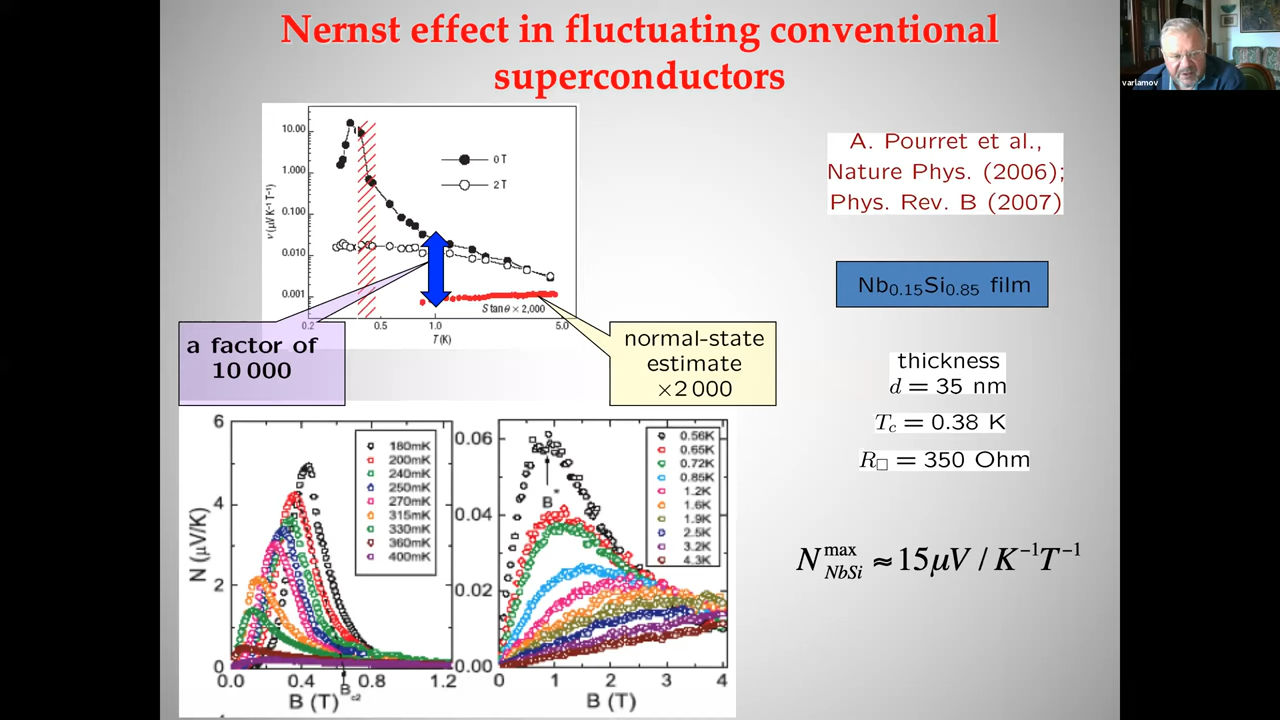 Nernst effect in fluctuating conventional
superconductors
varlamov
10.00
1.000
0.100
0.010
0.001
ν (μV K⁻¹ T⁻¹)
0 T
2 T
S tan θ × 2,000
0.2
0.5
1.0
5.0
T (K)
A. Pourret et al.,
Nature Phys. (2006);
Phys. Rev. B (2007)
Nb₀.₁₅Si₀.₈₅ film
a factor of
10 000
normal-state
estimate
×2 000
thickness
d = 35 nm
T_c = 0.38 K
R□ = 350 Ohm
N^max_NbSi ≈ 15μV / K⁻¹T⁻¹
6
4
2
0
N (μV/K)
180mK
200mK
240mK
250mK
270mK
315mK
330mK
360mK
400mK
0.0
0.4
0.8
1.2
B (T)
B_c2
0.06
0.04
0.02
0.00
B*
0.56K
0.65K
0.72K
0.85K
1.2K
1.6K
1.9K
2.5K
3.2K
4.3K
0
1
2
3
4
B (T)